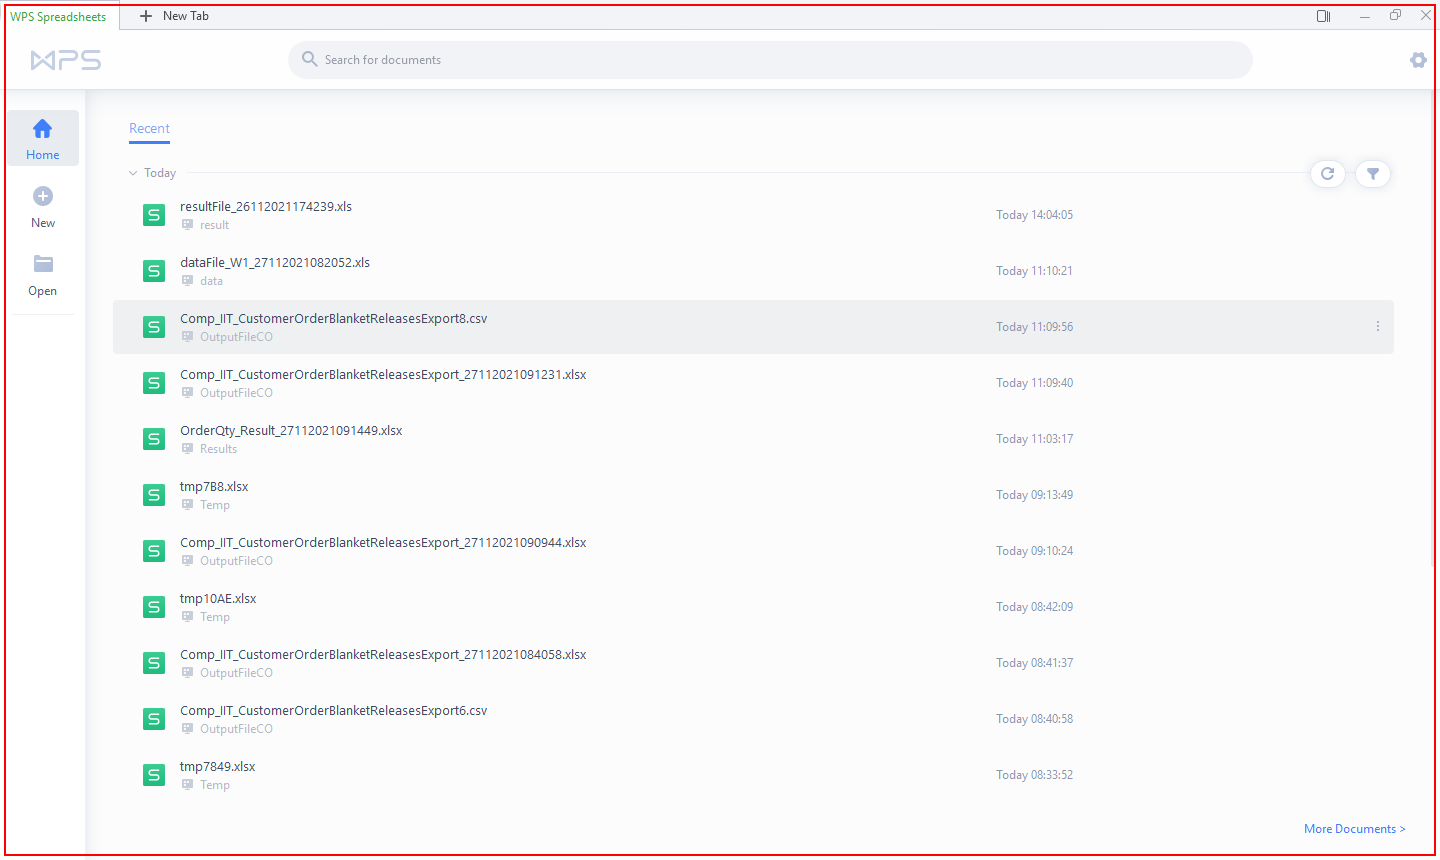 WPS Spreadsheets
New Tab
WPS
Search for documents
Home
New
Open
Recent
Today
resultFile_26112021174239.xls
result
Today 14:04:05
dataFile_W1_27112021082052.xls
data
Today 11:10:21
Comp_IIT_CustomerOrderBlanketReleasesExport8.csv
OutputFileCO
Today 11:09:56
Comp_IIT_CustomerOrderBlanketReleasesExport_27112021091231.xlsx
OutputFileCO
Today 11:09:40
OrderQty_Result_27112021091449.xlsx
Results
Today 11:03:17
tmp7B8.xlsx
Temp
Today 09:13:49
Comp_IIT_CustomerOrderBlanketReleasesExport_27112021090944.xlsx
OutputFileCO
Today 09:10:24
tmp10AE.xlsx
Temp
Today 08:42:09
Comp_IIT_CustomerOrderBlanketReleasesExport_27112021084058.xlsx
OutputFileCO
Today 08:41:37
Comp_IIT_CustomerOrderBlanketReleasesExport6.csv
OutputFileCO
Today 08:40:58
tmp7849.xlsx
Temp
Today 08:33:52
More Documents >